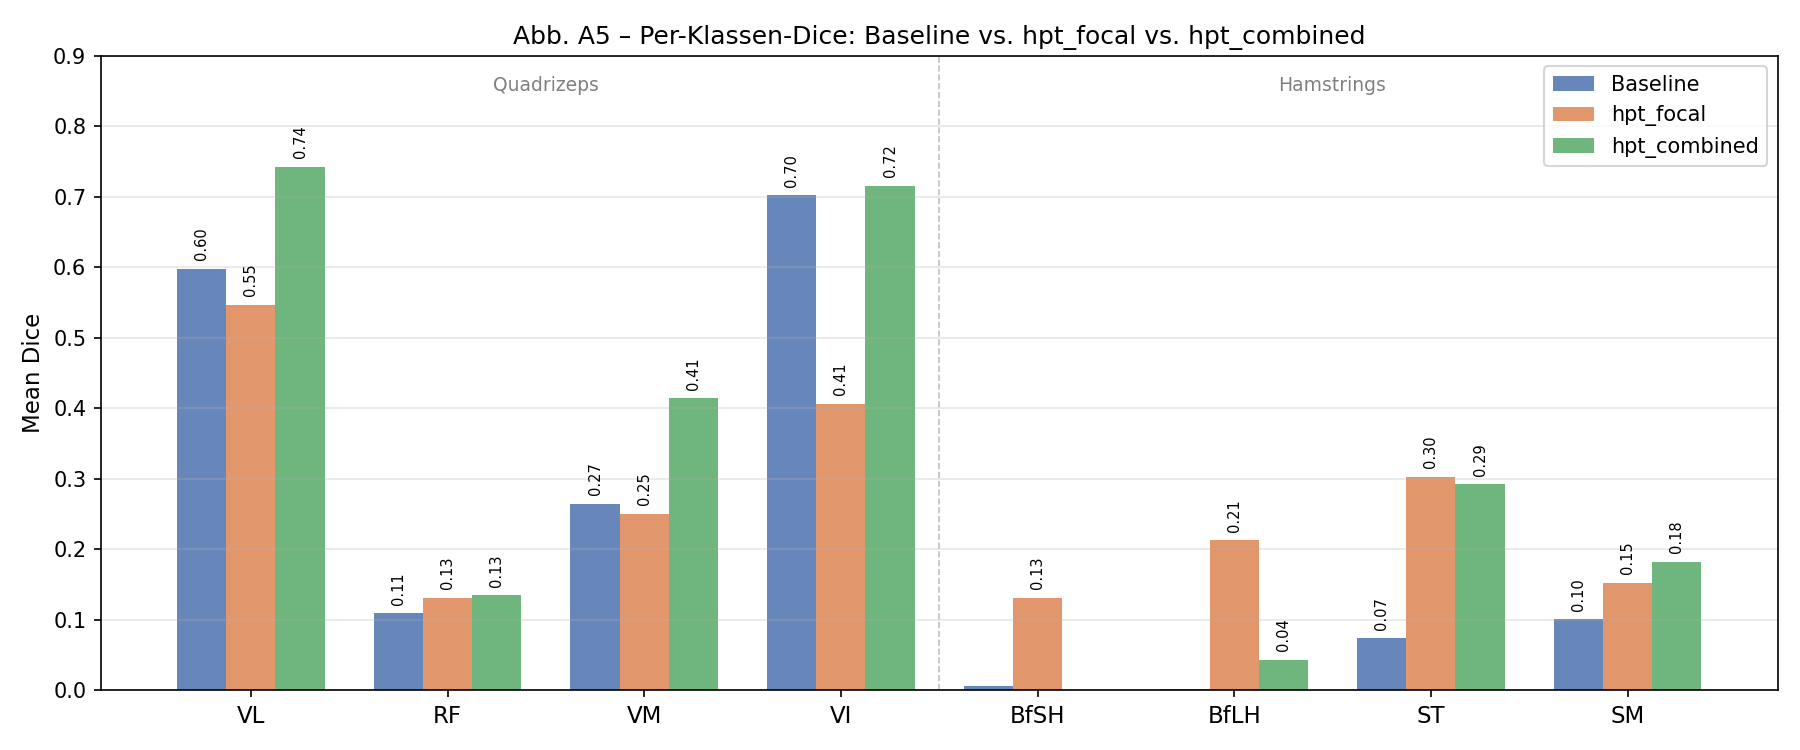 Abb. A5 – Per-Klassen-Dice: Baseline vs. hpt_focal vs. hpt_combined
Quadrizeps
Hamstrings
Baseline
hpt_focal
hpt_combined
Mean Dice
0.9
0.8
0.7
0.6
0.5
0.4
0.3
0.2
0.1
0.0
0.60
0.55
0.74
0.11
0.13
0.13
0.27
0.25
0.41
0.70
0.41
0.72
0.13
0.21
0.04
0.07
0.30
0.29
0.10
0.15
0.18
VL
RF
VM
VI
BfSH
BfLH
ST
SM